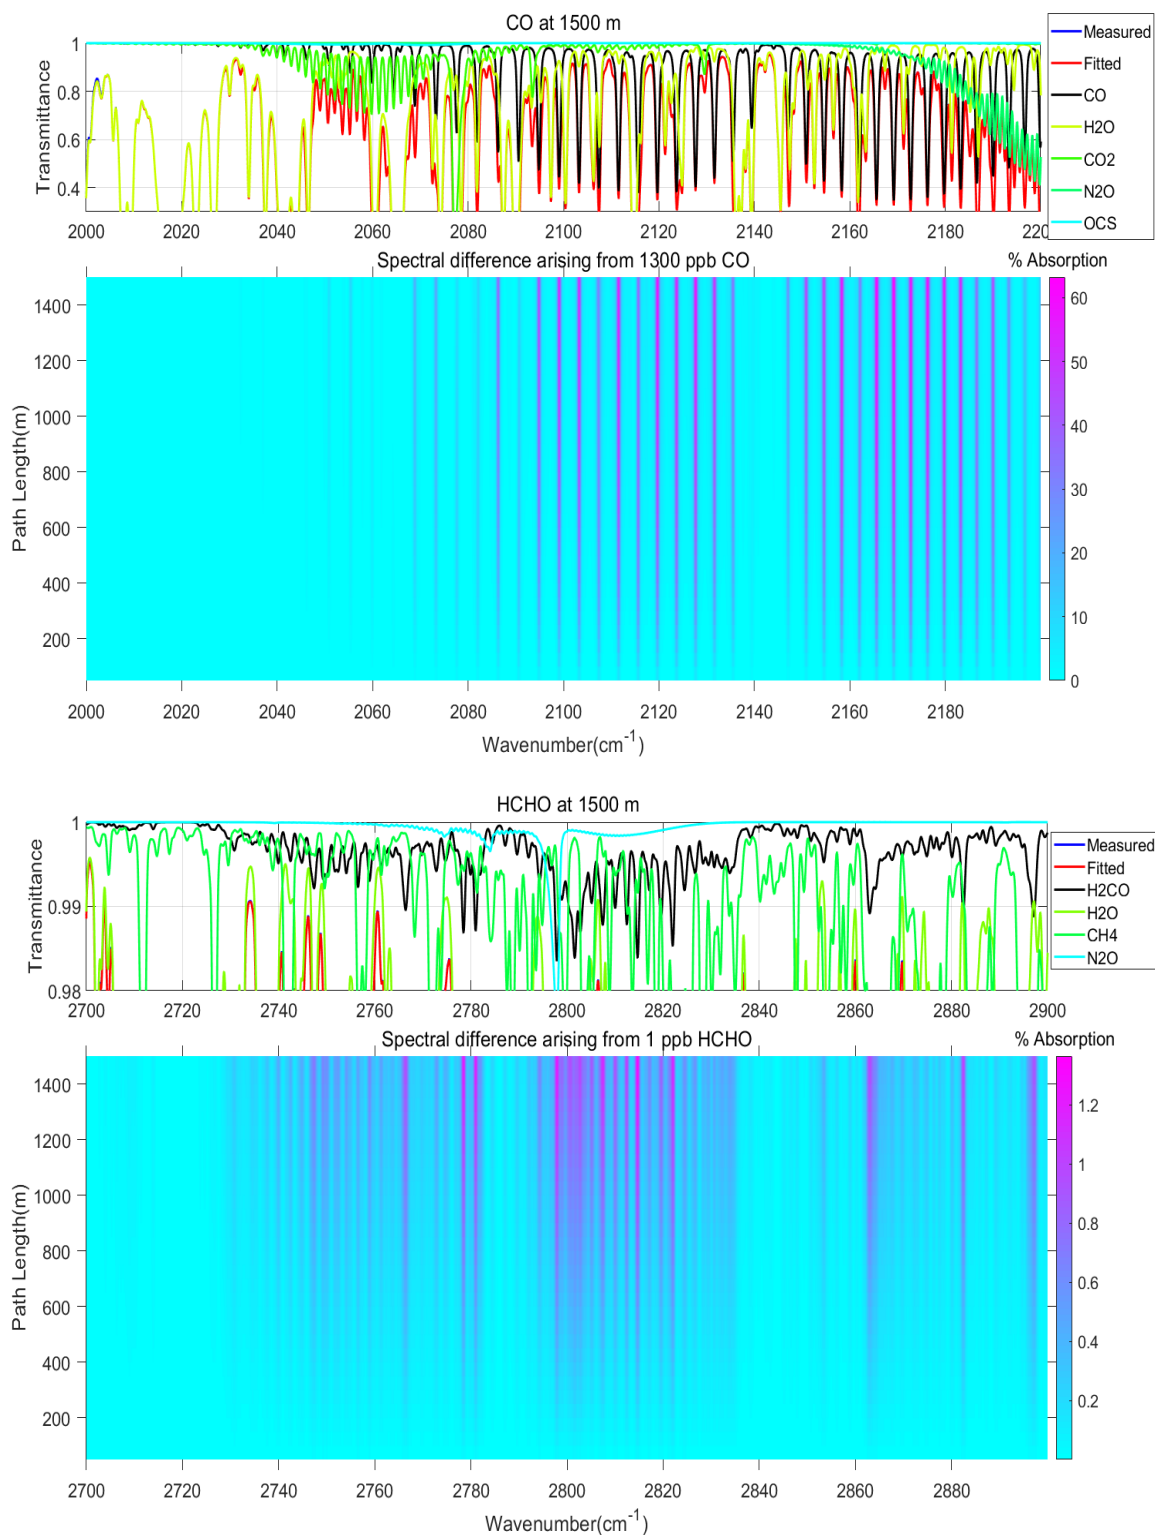 CO at 1500 m
Transmittance
1
0.8
0.6
0.4
2000 2020 2040 2060 2080 2100 2120 2140 2160 2180 220
Measured
Fitted
CO
H2O
CO2
N2O
OCS
Spectral difference arising from 1300 ppb CO
% Absorption
Path Length(m)
1400
1200
1000
800
600
400
200
60
50
40
30
20
10
0
2000 2020 2040 2060 2080 2100 2120 2140 2160 2180
Wavenumber(cm-1)
HCHO at 1500 m
Transmittance
1
0.99
0.98
2700 2720 2740 2760 2780 2800 2820 2840 2860 2880 2900
Measured
Fitted
H2CO
H2O
CH4
N2O
Spectral difference arising from 1 ppb HCHO
% Absorption
Path Length(m)
1400
1200
1000
800
600
400
200
1.2
1
0.8
0.6
0.4
0.2
2700 2720 2740 2760 2780 2800 2820 2840 2860 2880
Wavenumber(cm-1)